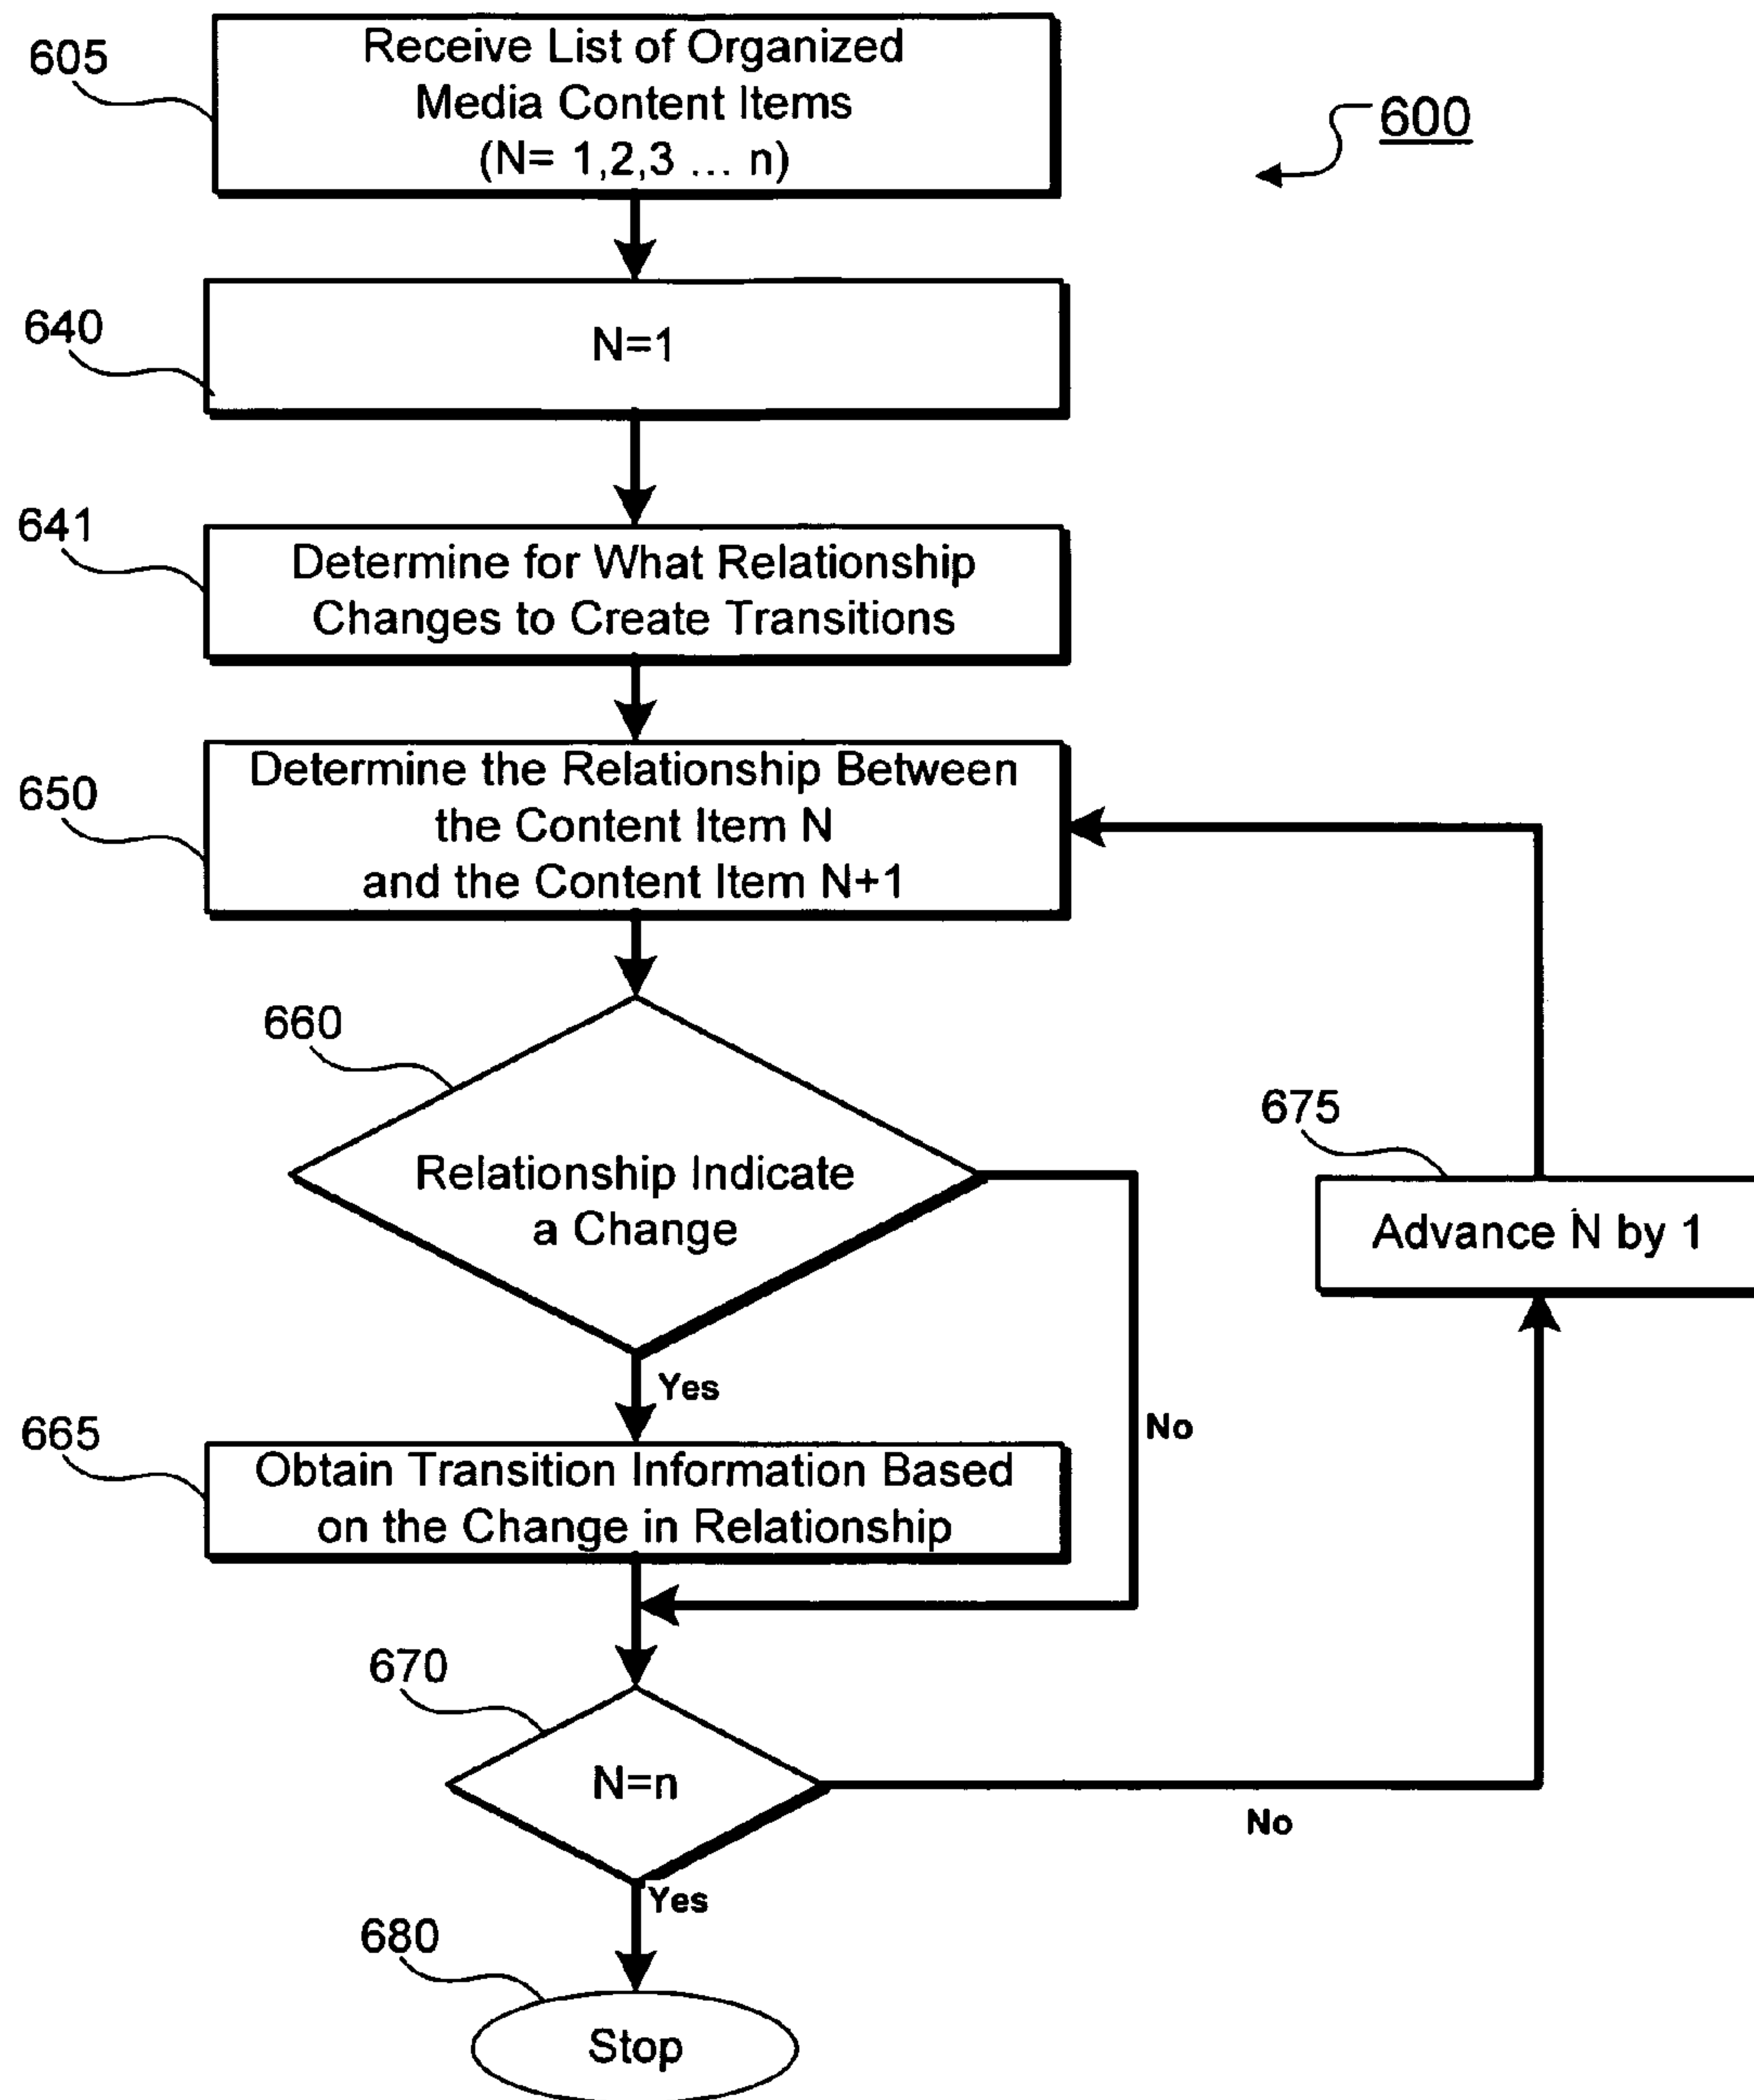 605
Receive List of Organized
Media Content Items
(N= 1,2,3 ... n)
600
640
N=1
641
Determine for What Relationship
Changes to Create Transitions
650
Determine the Relationship Between
the Content Item N
and the Content Item N+1
660
Relationship Indicate
a Change
675
Advance N by 1
Yes
No
665
Obtain Transition Information Based
on the Change in Relationship
670
N=n
No
Yes
680
Stop